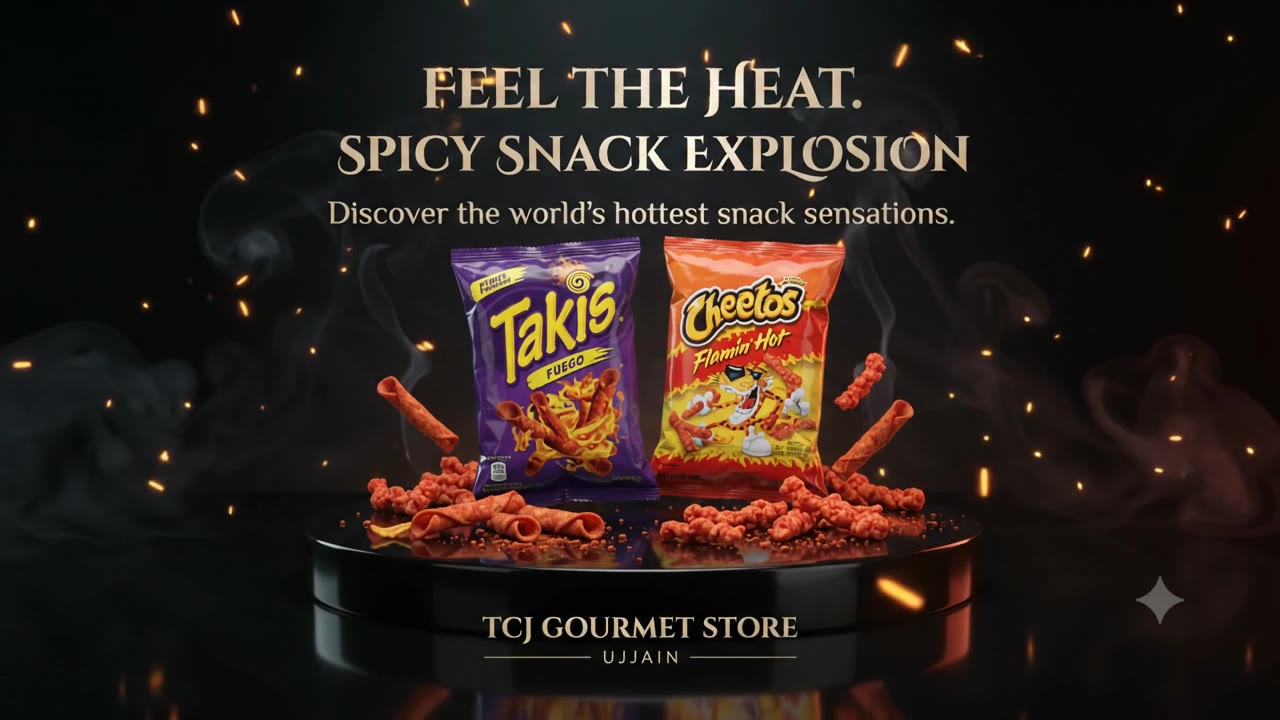 FEEL THE HEAT.
SPICY SNACK EXPLOSION
Discover the world's hottest snack sensations.
Takis
FUEGO
Cheetos
Flamin' Hot
TCJ GOURMET STORE
UJJAIN